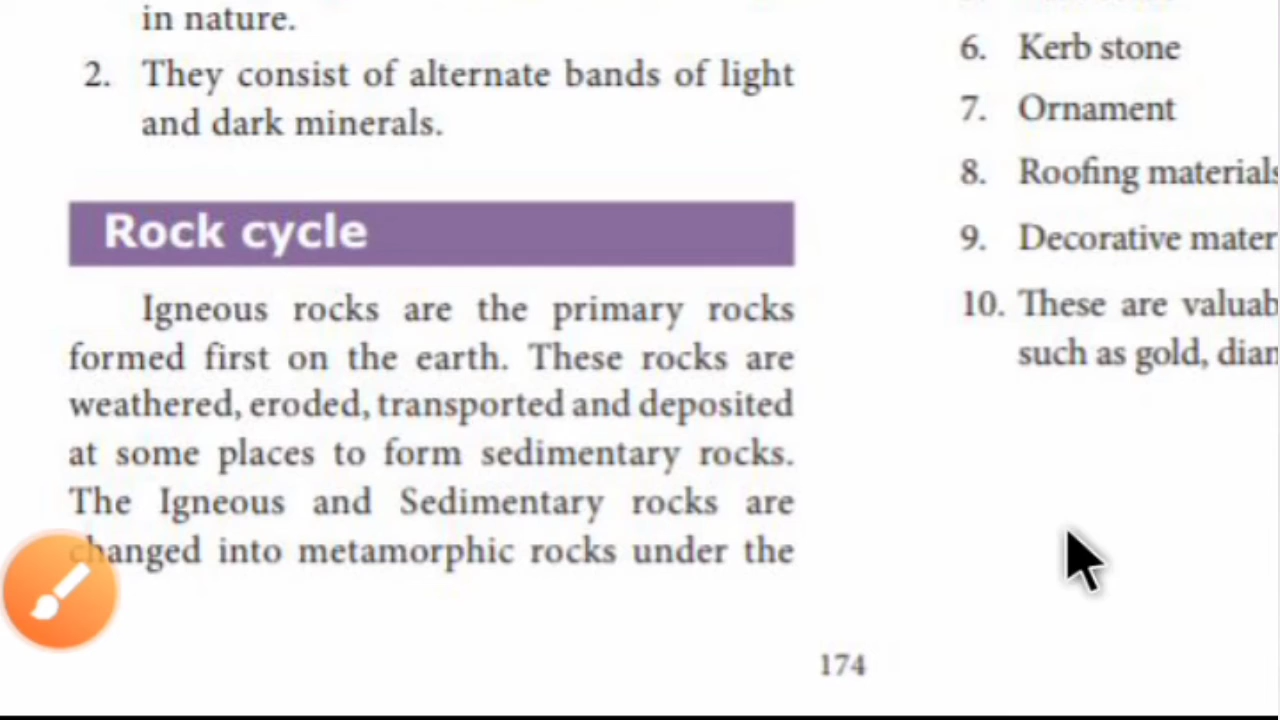 in nature.
2. They consist of alternate bands of light
and dark minerals.
Rock cycle
Igneous rocks are the primary rocks
formed first on the earth. These rocks are
weathered, eroded, transported and deposited
at some places to form sedimentary rocks.
The Igneous and Sedimentary rocks are
changed into metamorphic rocks under the
6. Kerb stone
7. Ornament
8. Roofing materials
9. Decorative mater
10. These are valuab
such as gold, diam
174